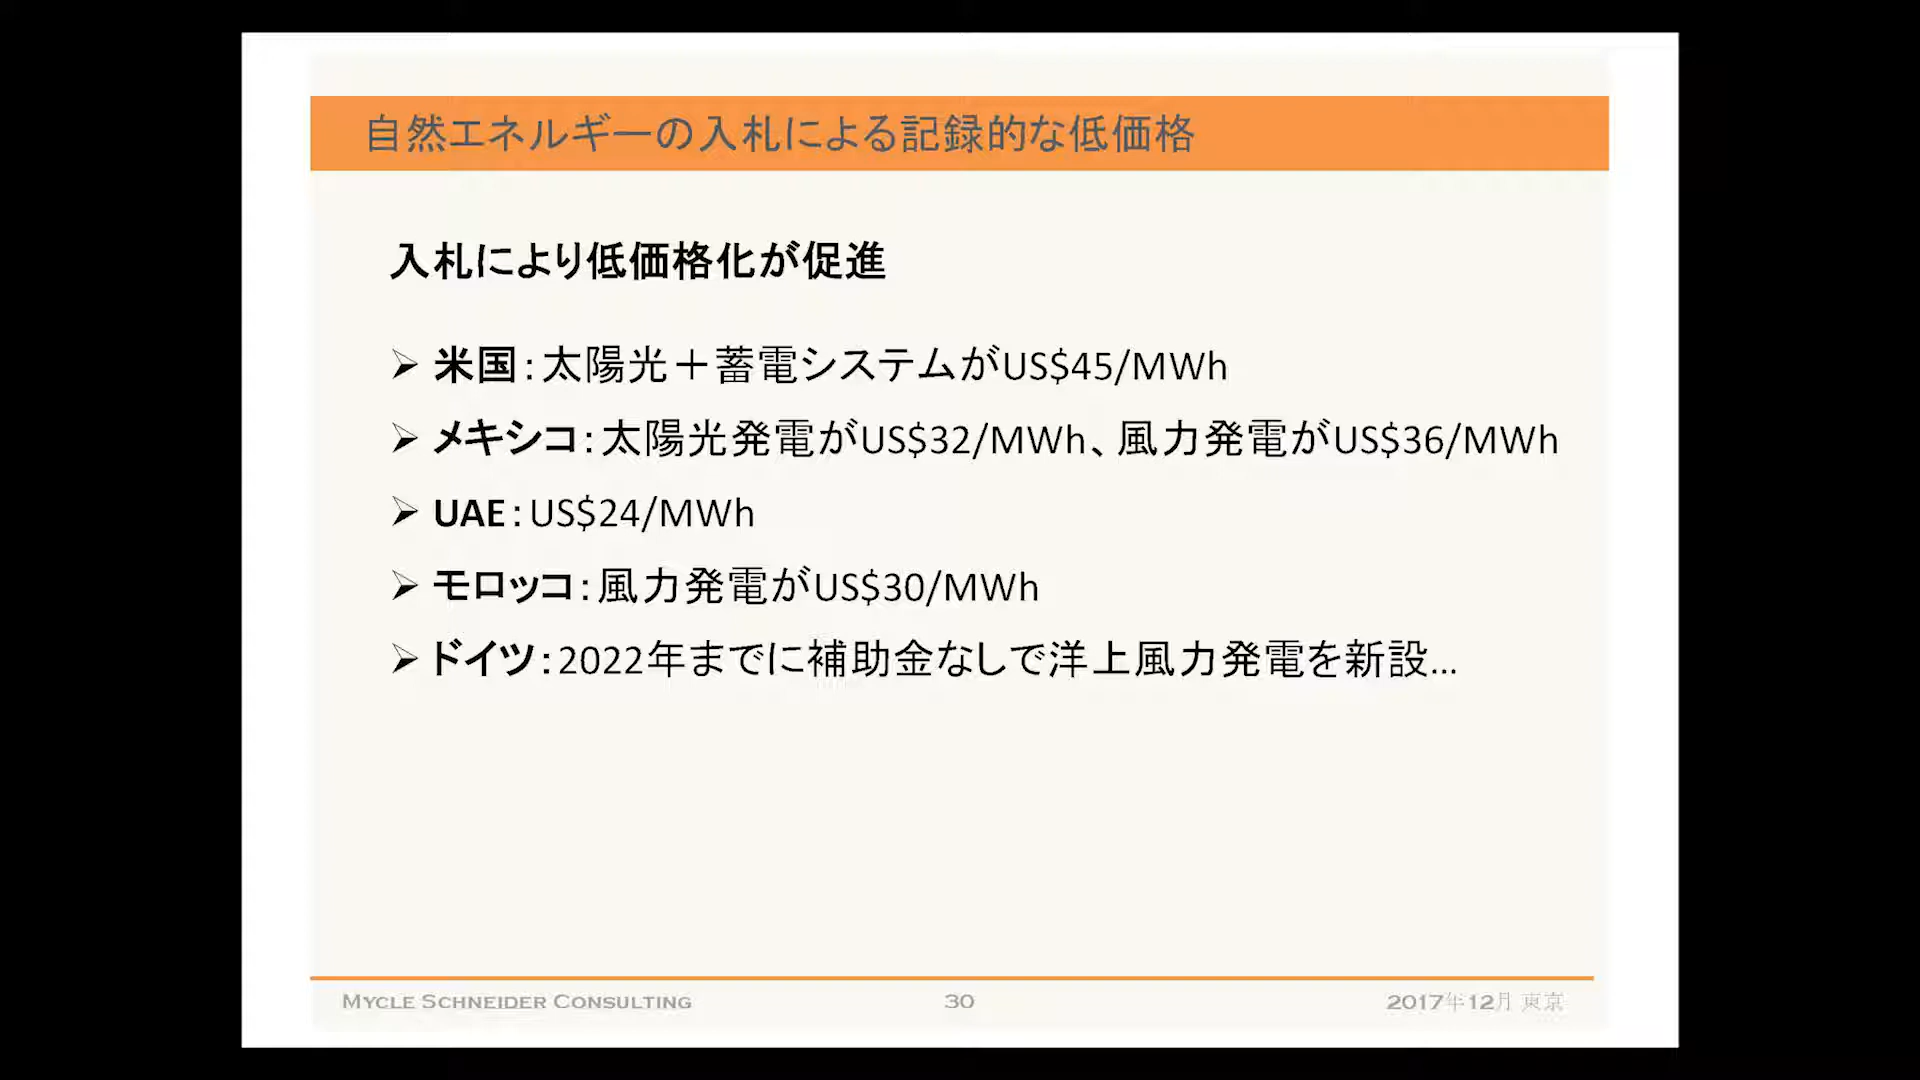 自然エネルギーの入札による記録的な低価格
入札により低価格化が促進
➢ 米国：太陽光＋蓄電システムがUS$45/MWh
➢ メキシコ：太陽光発電がUS$32/MWh、風力発電がUS$36/MWh
➢ UAE：US$24/MWh
➢ モロッコ：風力発電がUS$30/MWh
➢ ドイツ：2022年までに補助金なしで洋上風力発電を新設...
MYCLE SCHNEIDER CONSULTING
30
2017年12月 東京